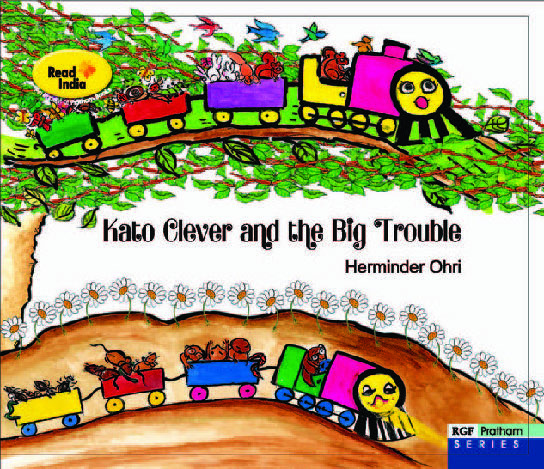 Read
India
Kato Clever and the Big Trouble
Herminder Ohri
RGF Pratham
SERIES